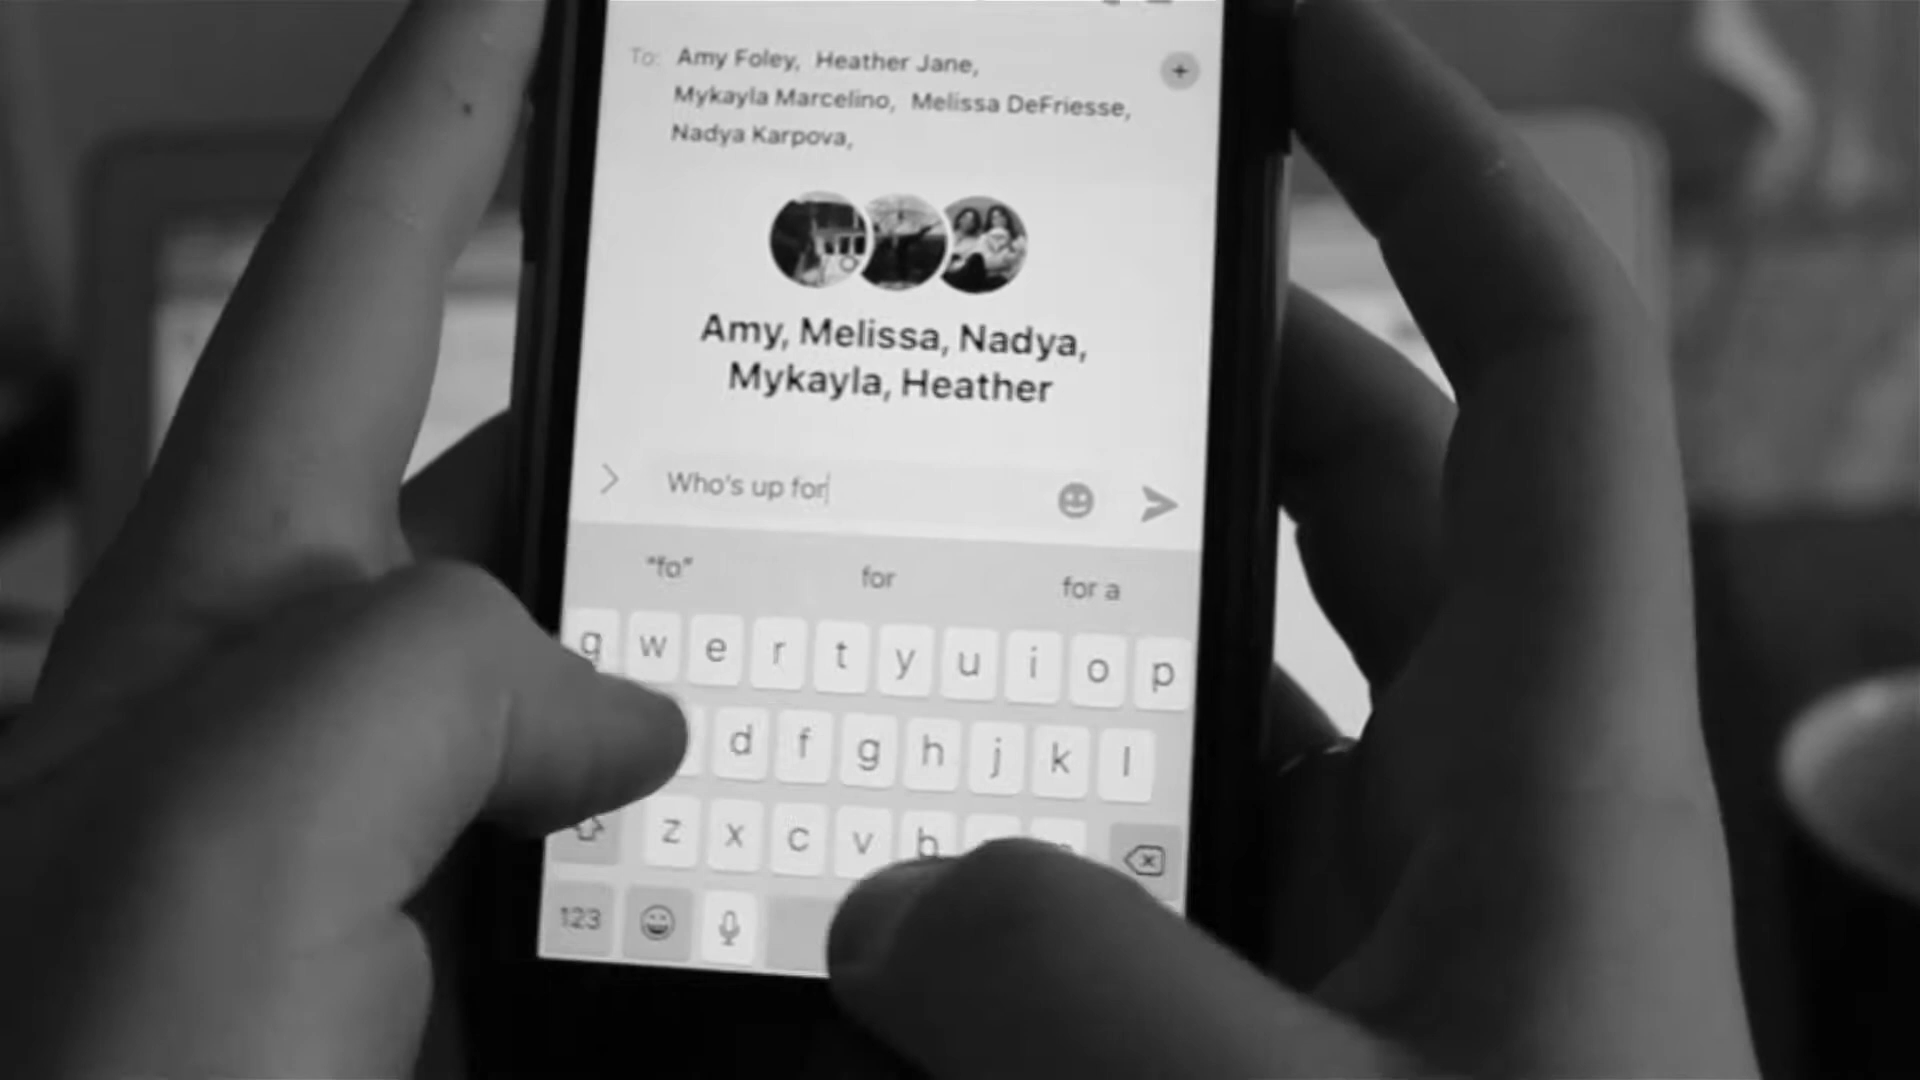 To: Amy Foley, Heather Jane,
Mykayla Marcelino, Melissa DeFriesse,
Nadya Karpova,
Amy, Melissa, Nadya,
Mykayla, Heather
Who's up for
"fo" for for a
q w e r t y u i o p
d f g h j k l
z x c v b
123